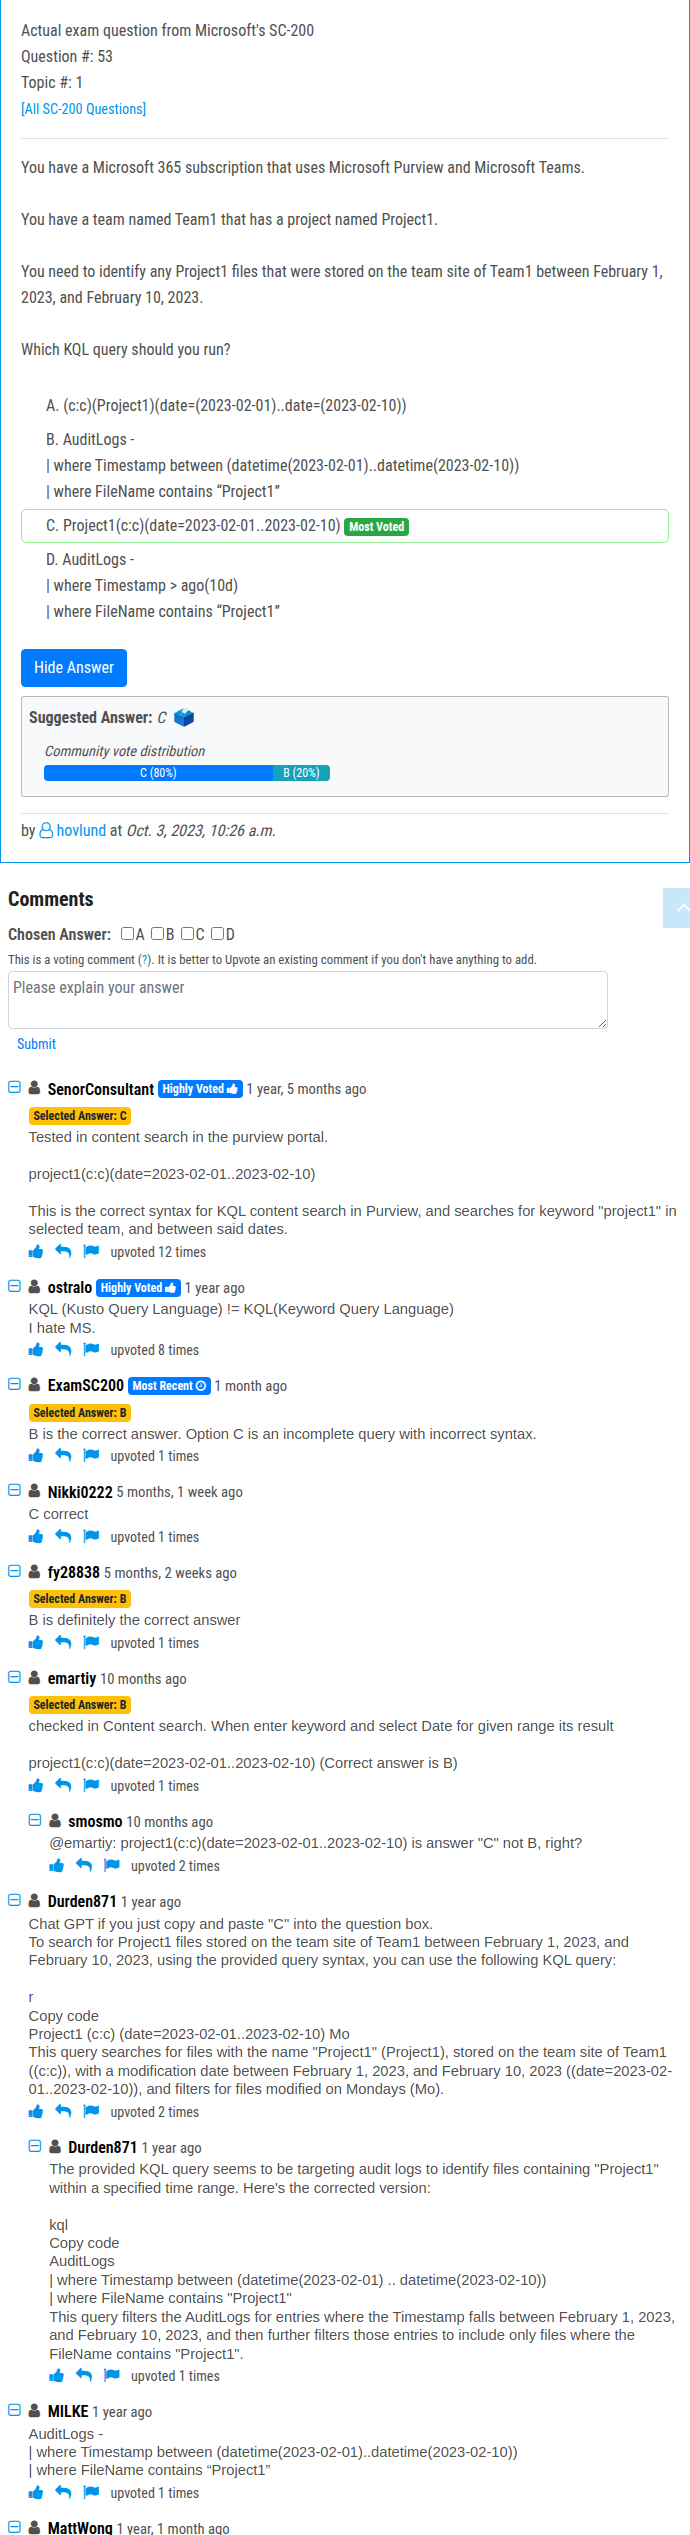 Actual exam question from Microsoft's SC-200
Question #: 53
Topic #: 1
[All SC-200 Questions]
You have a Microsoft 365 subscription that uses Microsoft Purview and Microsoft Teams.
You have a team named Team1 that has a project named Project1.
You need to identify any Project1 files that were stored on the team site of Team1 between February 1,
2023, and February 10, 2023.
Which KQL query should you run?
A. (c:c)(Project1)(date=(2023-02-01)..date=(2023-02-10))
B. AuditLogs -
| where Timestamp between (datetime(2023-02-01)..datetime(2023-02-10))
| where FileName contains “Project1”
C. Project1(c:c)(date=2023-02-01..2023-02-10) Most Voted
D. AuditLogs -
| where Timestamp > ago(10d)
| where FileName contains “Project1”
Hide Answer
Suggested Answer: C
Community vote distribution
C (80%) B (20%)
by hovlund at Oct. 3, 2023, 10:26 a.m.
Comments
Chosen Answer: A B C D
This is a voting comment (?). It is better to Upvote an existing comment if you don't have anything to add.
Please explain your answer
Submit
SenorConsultant Highly Voted 1 year, 5 months ago
Selected Answer: C
Tested in content search in the purview portal.
project1(c:c)(date=2023-02-01..2023-02-10)
This is the correct syntax for KQL content search in Purview, and searches for keyword "project1" in
selected team, and between said dates.
upvoted 12 times
ostralo Highly Voted 1 year ago
KQL (Kusto Query Language) != KQL(Keyword Query Language)
I hate MS.
upvoted 8 times
ExamSC200 Most Recent 1 month ago
Selected Answer: B
B is the correct answer. Option C is an incomplete query with incorrect syntax.
upvoted 1 times
Nikki0222 5 months, 1 week ago
C correct
upvoted 1 times
fy28838 5 months, 2 weeks ago
Selected Answer: B
B is definitely the correct answer
upvoted 1 times
emartiy 10 months ago
Selected Answer: B
checked in Content search. When enter keyword and select Date for given range its result
project1(c:c)(date=2023-02-01..2023-02-10) (Correct answer is B)
upvoted 1 times
smosmo 10 months ago
@emartiy: project1(c:c)(date=2023-02-01..2023-02-10) is answer "C" not B, right?
upvoted 2 times
Durden871 1 year ago
Chat GPT if you just copy and paste "C" into the question box.
To search for Project1 files stored on the team site of Team1 between February 1, 2023, and
February 10, 2023, using the provided query syntax, you can use the following KQL query:
r
Copy code
Project1 (c:c) (date=2023-02-01..2023-02-10) Mo
This query searches for files with the name "Project1" (Project1), stored on the team site of Team1
((c:c)), with a modification date between February 1, 2023, and February 10, 2023 ((date=2023-02-
01..2023-02-10)), and filters for files modified on Mondays (Mo).
upvoted 2 times
Durden871 1 year ago
The provided KQL query seems to be targeting audit logs to identify files containing "Project1"
within a specified time range. Here's the corrected version:
kql
Copy code
AuditLogs
| where Timestamp between (datetime(2023-02-01) .. datetime(2023-02-10))
| where FileName contains "Project1"
This query filters the AuditLogs for entries where the Timestamp falls between February 1, 2023,
and February 10, 2023, and then further filters those entries to include only files where the
FileName contains "Project1".
upvoted 1 times
MILKE 1 year ago
AuditLogs -
| where Timestamp between (datetime(2023-02-01)..datetime(2023-02-10))
| where FileName contains “Project1”
upvoted 1 times
MattWong 1 year, 1 month ago